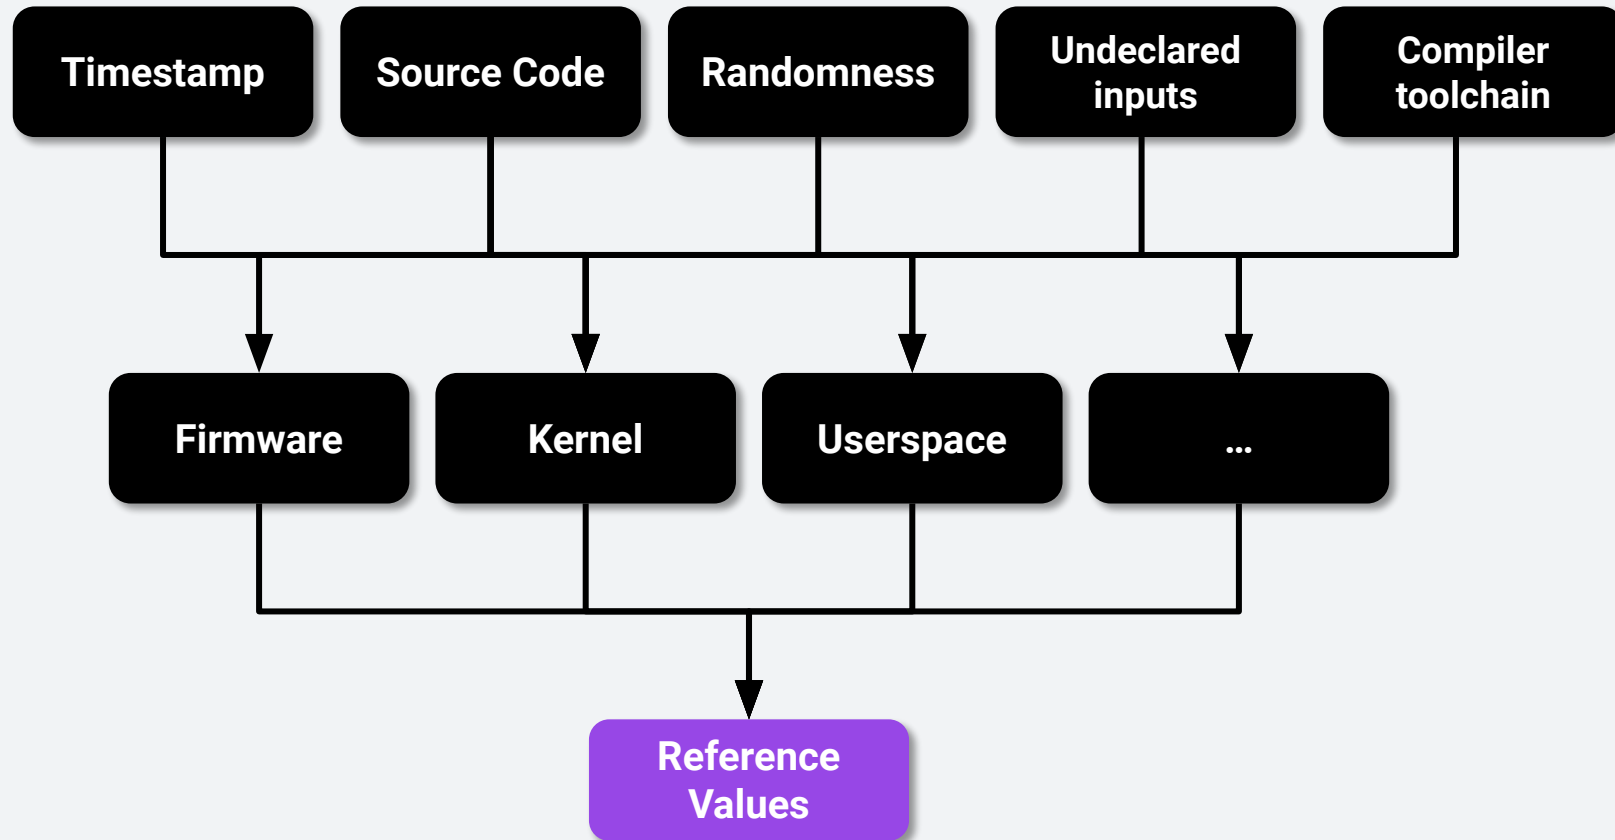 Timestamp
Source Code
Randomness
Undeclared
inputs
Compiler
toolchain
Firmware
Kernel
Userspace
...
Reference
Values